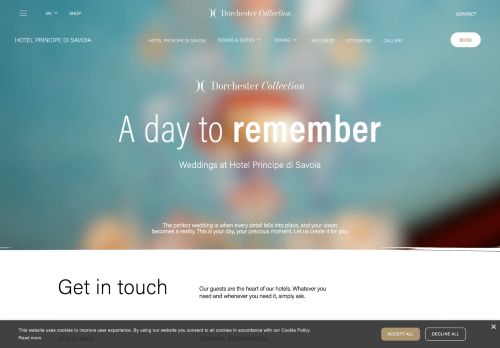 EN SHOP Dorchester Collection CONTACT
HOTEL PRINCIPE DI SAVOIA HOTEL PRINCIPE DI SAVOIA ROOMS & SUITES DINING WELLNESS OCCASIONS GALLERY BOOK
Dorchester Collection
A day to remember
Weddings at Hotel Principe di Savoia
The perfect wedding is when every detail falls into place, and your vision
becomes a reality. This is your day, your precious moment. Let us create it for you.
Get in touch
Our guests are the heart of our hotels. Whatever you
need and whenever you need it, simply ask.
This website uses cookies to improve user experience. By using our website you consent to all cookies in accordance with our Cookie Policy.
Read more
ACCEPT ALL
DECLINE ALL
AT A GLANCE
GENERAL INFORMATION